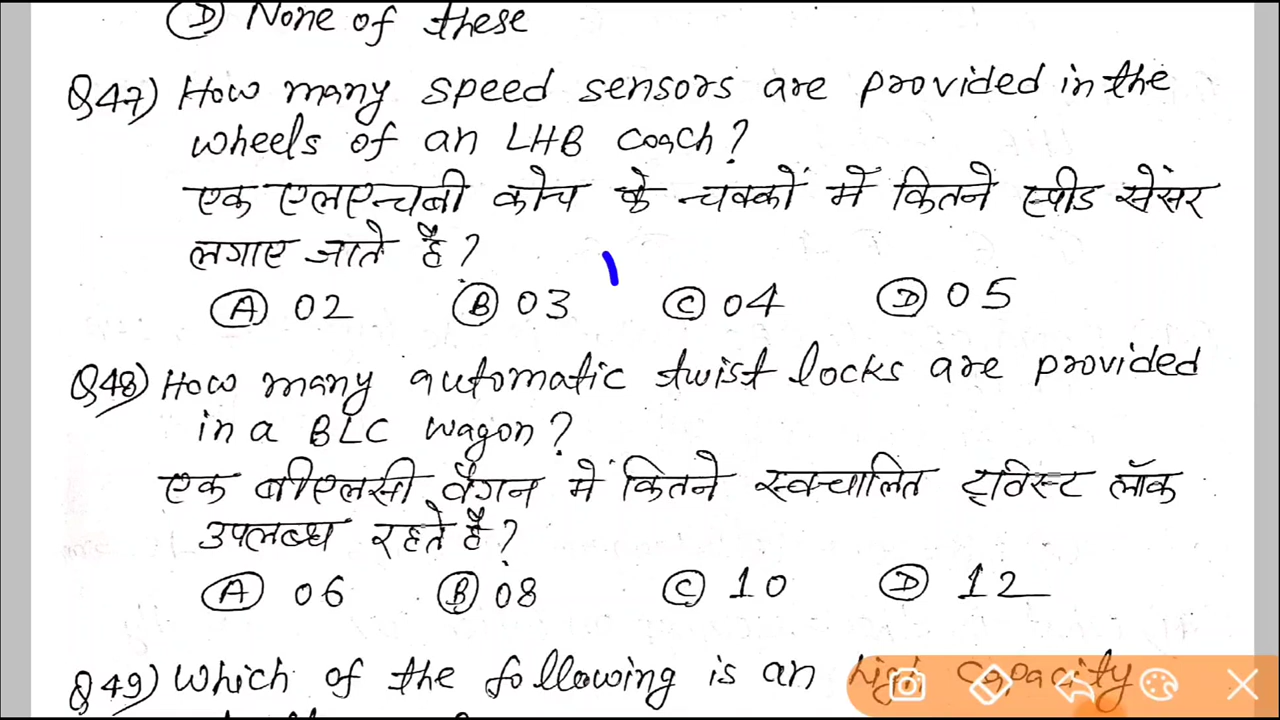 Ⓓ None of these
Q47) How many speed sensors are provided in the
wheels of an LHB coach?
एक एलएचबी कोच के चक्कों में कितने स्पीड सेंसर
लगाए जाते है?
Ⓐ 02 Ⓑ 03 Ⓒ 04 Ⓓ 05
Q48) How many automatic twist locks are provided
in a BLC wagon?
एक बीएलसी वैगन में कितने स्वचालित ट्विस्ट लॉक
उपलब्ध रहते है?
Ⓐ 06 Ⓑ 08 Ⓒ 10 Ⓓ 12
Q49) Which of the following is an high capacity